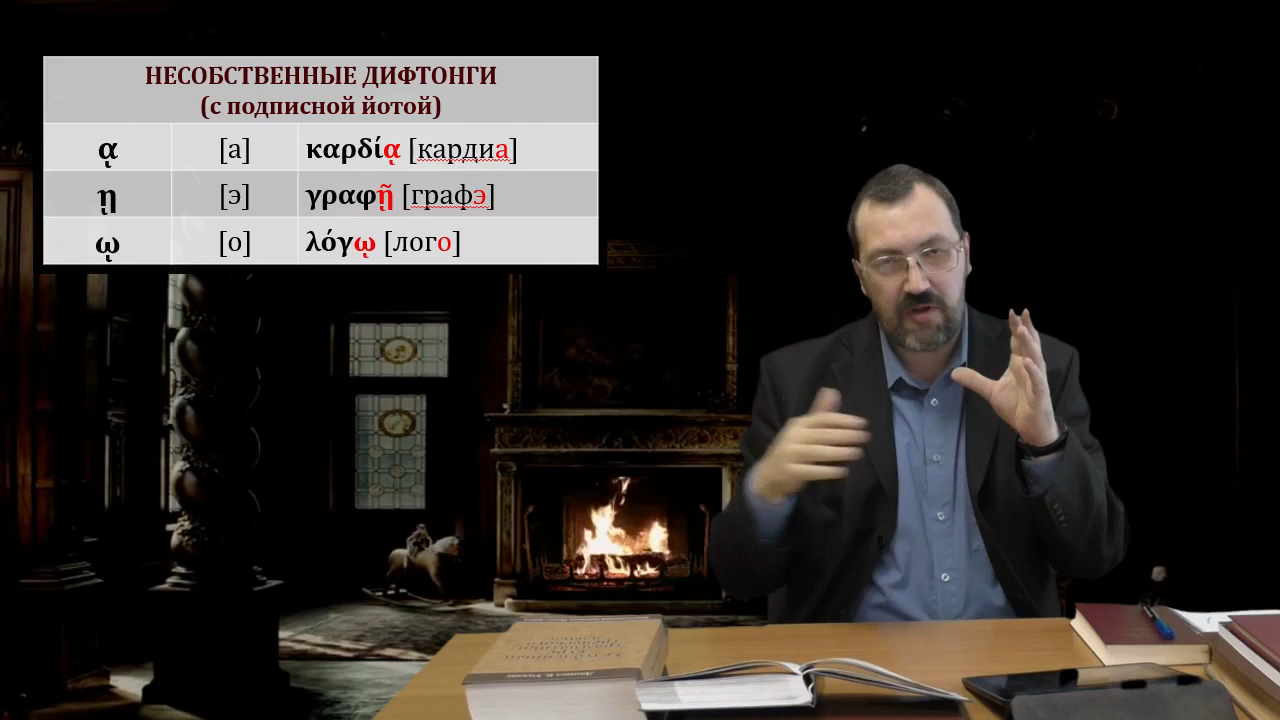 НЕСОБСТВЕННЫЕ ДИФТОНГИ
(с подписной йотой)
ᾳ [а] καρδίᾳ [кардиа]
ῃ [э] γραφῇ [графэ]
ῳ [о] λόγῳ [лого]